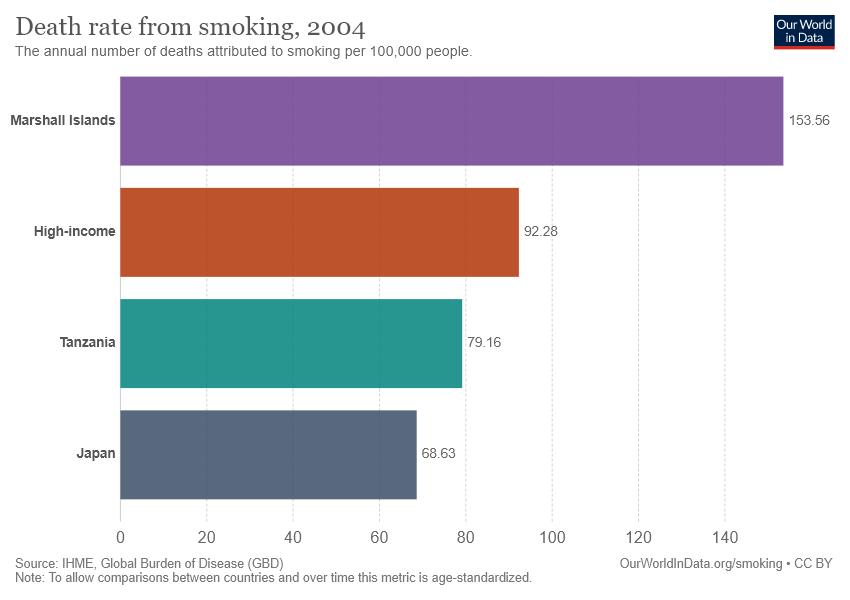 Death rate from smoking, 2004
The annual number of deaths attributed to smoking per 100,000 people.
Our World
in Data
Marshall Islands
153.56
High-income
92.28
Tanzania
79.16
Japan
68.63
0 20 40 60 80 100 120 140
Source: IHME, Global Burden of Disease (GBD)
OurWorldInData.org/smoking • CC BY
Note: To allow comparisons between countries and over time this metric is age-standardized.